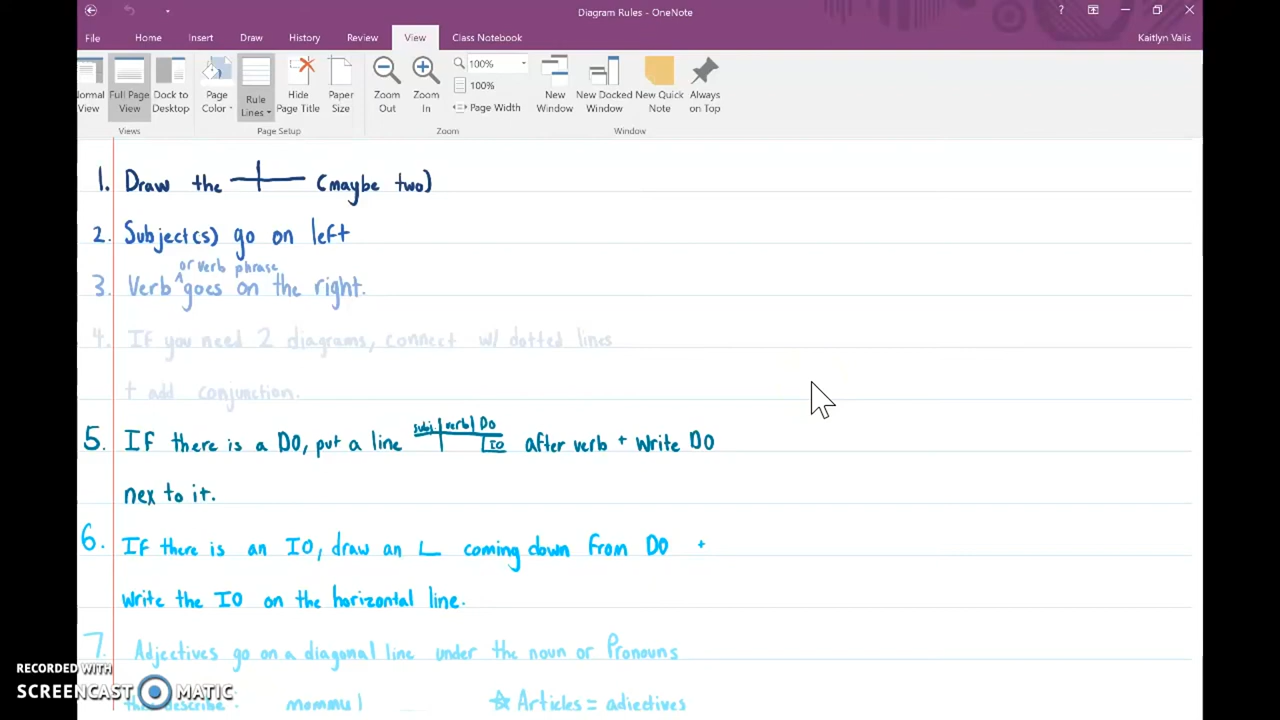 Diagram Rules - OneNote
File Home Insert Draw History Review View Class Notebook Kaitlyn Valis
Normal View Full Page View Dock to Desktop Page Color Rule Lines Hide Page Title Paper Size Zoom Out Zoom In 100% 100% Page Width New Window New Docked Window New Quick Note Always on Top
Views Page Setup Zoom Window
1. Draw the (maybe two)
2. Subject(s) go on left
or verb phrase
3. Verb ^ goes on the right.
4. If you need 2 diagrams, connect w/ dotted lines
+ add conjunction.
subj verb DO
5. If there is a DO, put a line IO after verb + write DO
nex to it.
6. If there is an IO, draw an L coming down from DO +
write the IO on the horizontal line.
7. Adjectives go on a diagonal line under the noun or Pronouns
describe. ☆ Articles = adjectives
RECORDED WITH
SCREENCAST MATIC